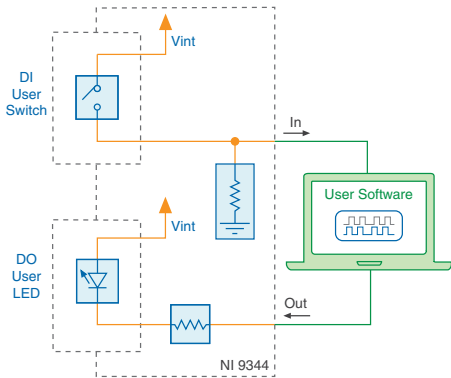 Vint
DI
User
Switch
In
User Software
Vint
DO
User
LED
Out
NI 9344